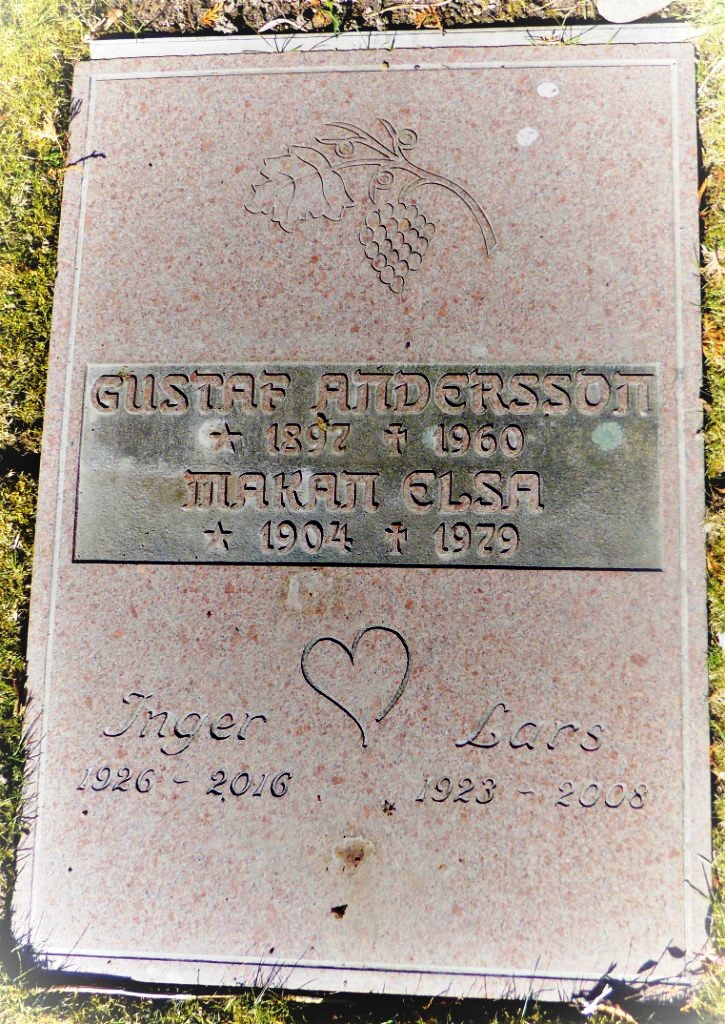 GUSTAF ANDERSSON
* 1897 † 1960
MAKAN ELSA
* 1904 † 1979
Inger Lars
1926 - 2016 1923 - 2008